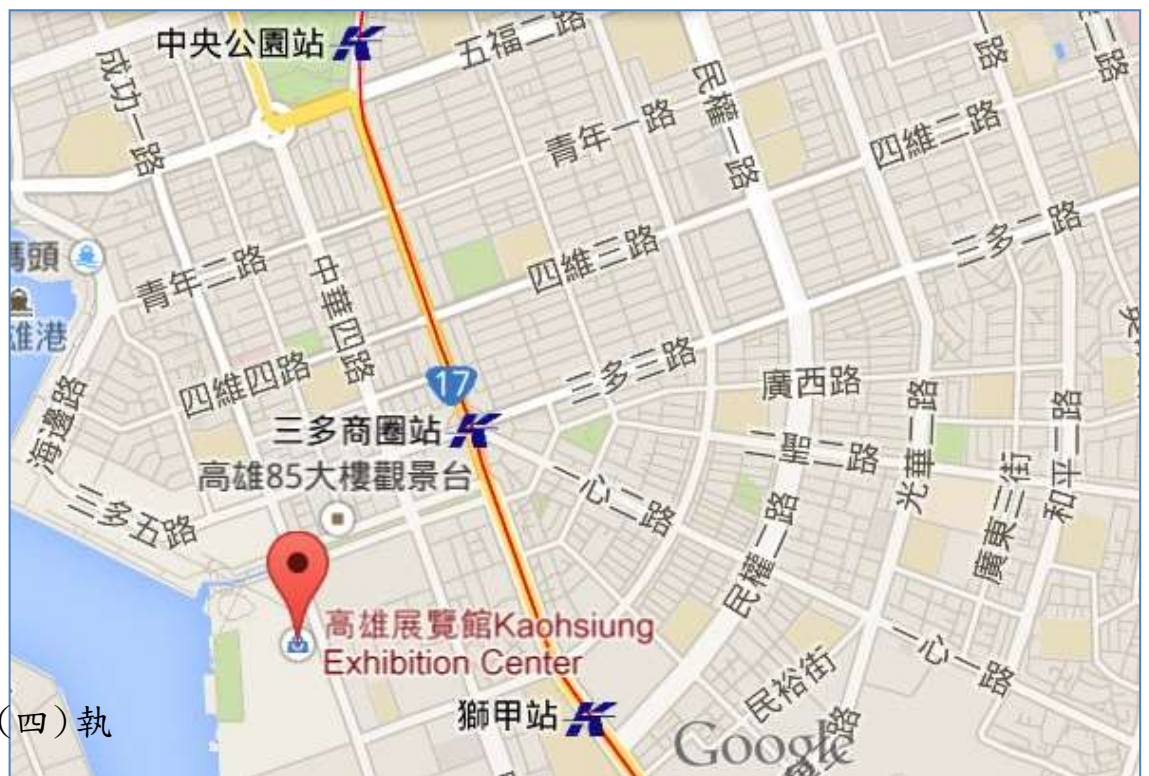 中央公園站
五福二路
成功一路
民權一路
青年一路
四維二路
三多二路
碼頭
青年二路
四維三路
中華四路
雄港
17
三多三路
四維四路
廣西路
海邊路
三多商圈站
二聖二路
光華二路
和平二路
高雄85大樓觀景台
一心二路
廣東三街
三多五路
民權二路
高雄展覽館Kaohsiung
Exhibition Center
一心一路
民裕街
獅甲站
(四)執
Google